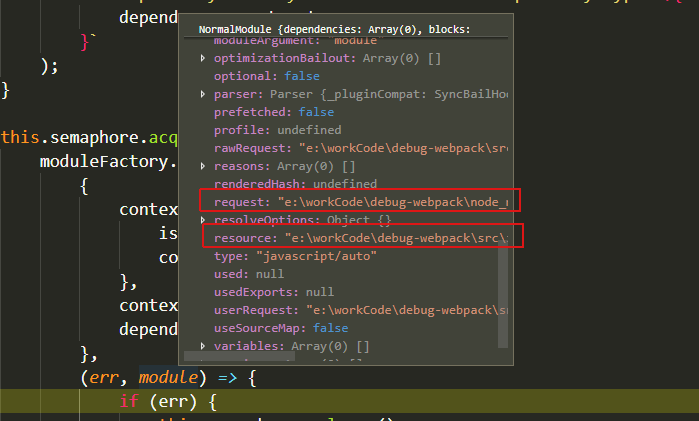 NormalModule {dependencies: Array(0), blocks:
moduleArgument: "module"
optimizationBailout: Array(0) []
optional: false
parser: Parser {_pluginCompat: SyncBailHoo
prefetched: false
profile: undefined
rawRequest: "e:\workCode\debug-webpack\src
reasons: Array(0) []
renderedHash: undefined
request: "e:\workCode\debug-webpack\node_m
resolveOptions: Object {}
resource: "e:\workCode\debug-webpack\src\
type: "javascript/auto"
used: null
usedExports: null
userRequest: "e:\workCode\debug-webpack\sr
useSourceMap: false
variables: Array(0) []
}`
);
}
this.semaphore.acq
moduleFactory.
{
contex
is
co
},
contex
depend
},
(err, module) => {
if (err) {